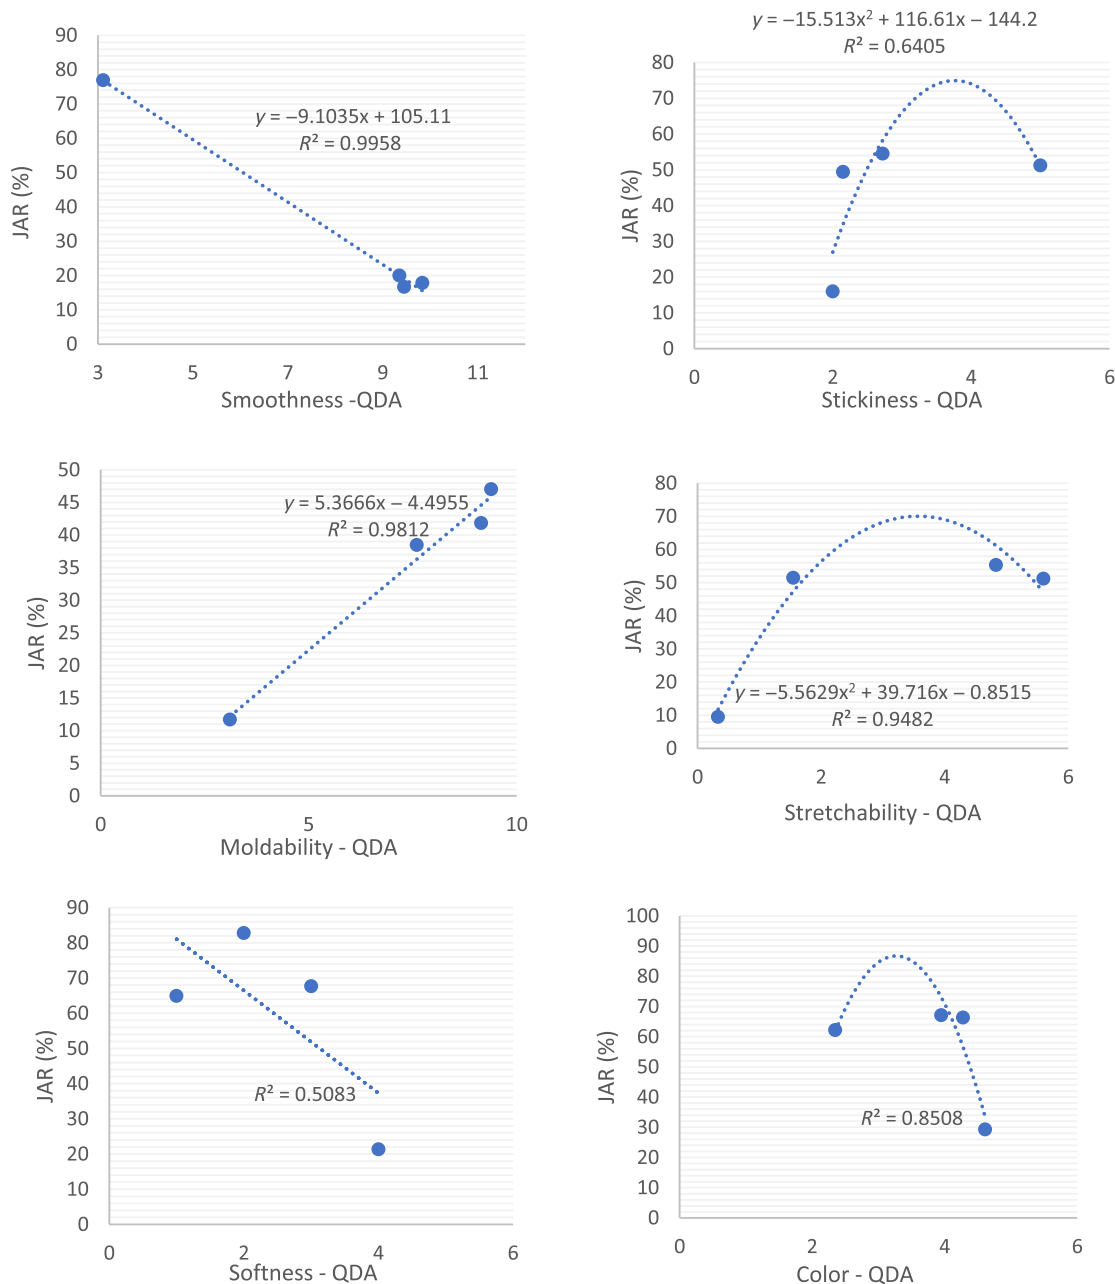 y = –9.1035x + 105.11
R² = 0.9958
JAR (%)
90
80
70
60
50
40
30
20
10
0
3 5 7 9 11
Smoothness -QDA
y = –15.513x² + 116.61x – 144.2
R² = 0.6405
JAR (%)
80
70
60
50
40
30
20
10
0
0 2 4 6
Stickiness - QDA
y = 5.3666x – 4.4955
R² = 0.9812
JAR (%)
50
45
40
35
30
25
20
15
10
5
0
0 5 10
Moldability - QDA
JAR (%)
80
70
60
50
40
30
20
10
0
y = –5.5629x² + 39.716x – 0.8515
R² = 0.9482
0 2 4 6
Stretchability - QDA
JAR (%)
90
80
70
60
50
40
30
20
10
0
R² = 0.5083
0 2 4 6
Softness - QDA
JAR (%)
100
90
80
70
60
50
40
30
20
10
0
R² = 0.8508
0 2 4 6
Color - QDA